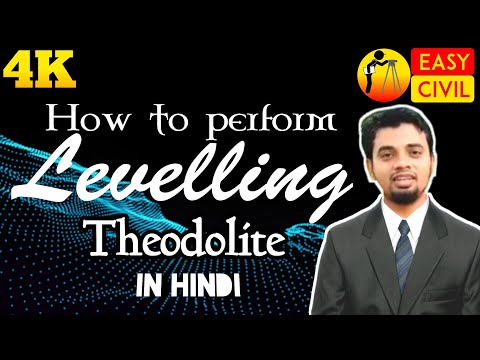 4K
EASY
CIVIL
How to perform
Levelling
Theodolite
IN HINDI